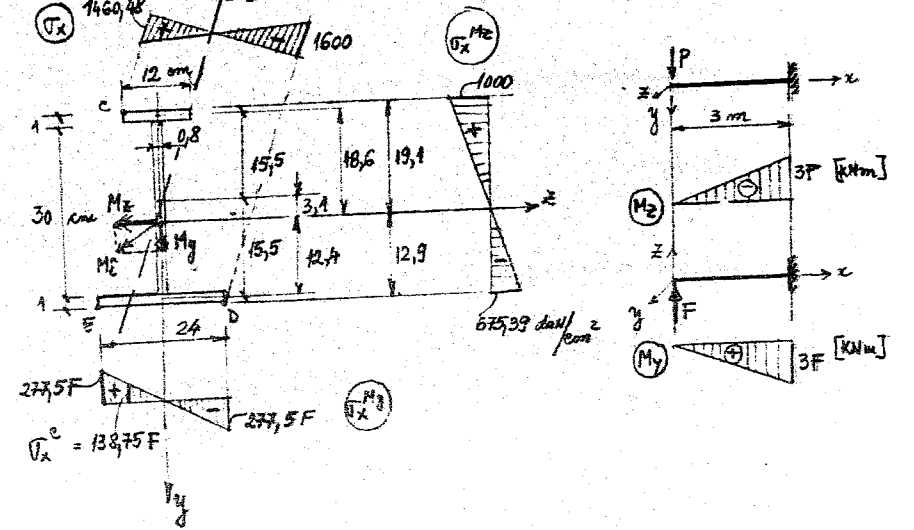 σx
1460,48
+
-
1600
σx^Mz
1000
12 cm
c
1
0,8
15,5
18,6
19,1
+
z
30 cm
3,1
Mz
My
Mf
15,5
12,4
12,9
-
1
E
D
24
675,39 daN/cm²
277,5F
+
-
277,5F
σx^My
σx^c = 138,75F
y
P
z
x
y
3 m
Mz
-
3P [kNm]
z
x
y
F
My
+
3F [kNm]